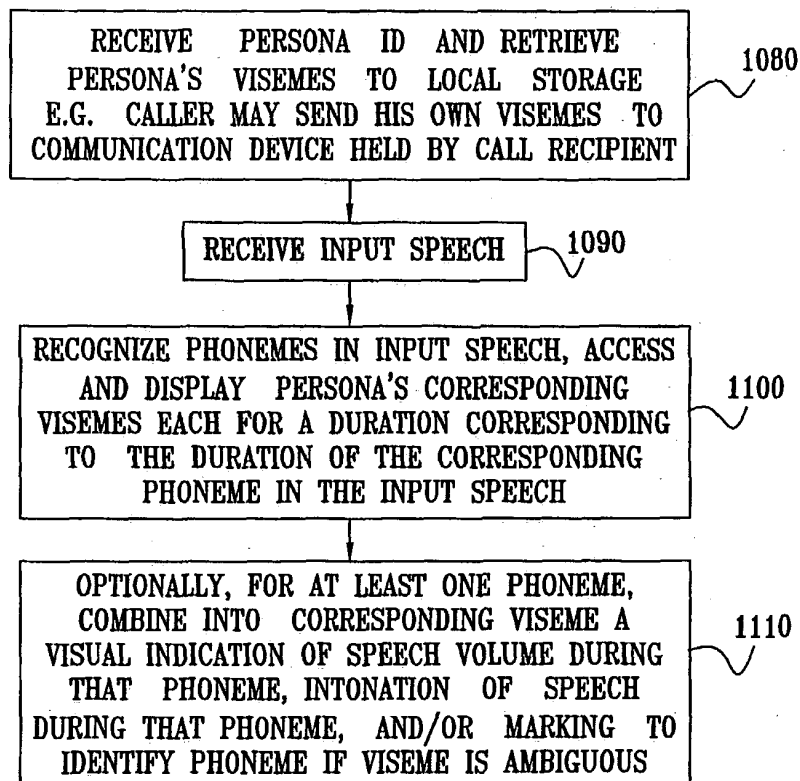 RECEIVE PERSONA ID AND RETRIEVE
PERSONA'S VISEMES TO LOCAL STORAGE
E.G. CALLER MAY SEND HIS OWN VISEMES TO
COMMUNICATION DEVICE HELD BY CALL RECIPIENT
1080
RECEIVE INPUT SPEECH
1090
RECOGNIZE PHONEMES IN INPUT SPEECH, ACCESS
AND DISPLAY PERSONA'S CORRESPONDING
VISEMES EACH FOR A DURATION CORRESPONDING
TO THE DURATION OF THE CORRESPONDING
PHONEME IN THE INPUT SPEECH
1100
OPTIONALLY, FOR AT LEAST ONE PHONEME,
COMBINE INTO CORRESPONDING VISEME A
VISUAL INDICATION OF SPEECH VOLUME DURING
THAT PHONEME, INTONATION OF SPEECH
DURING THAT PHONEME, AND/OR MARKING TO
IDENTIFY PHONEME IF VISEME IS AMBIGUOUS
1110